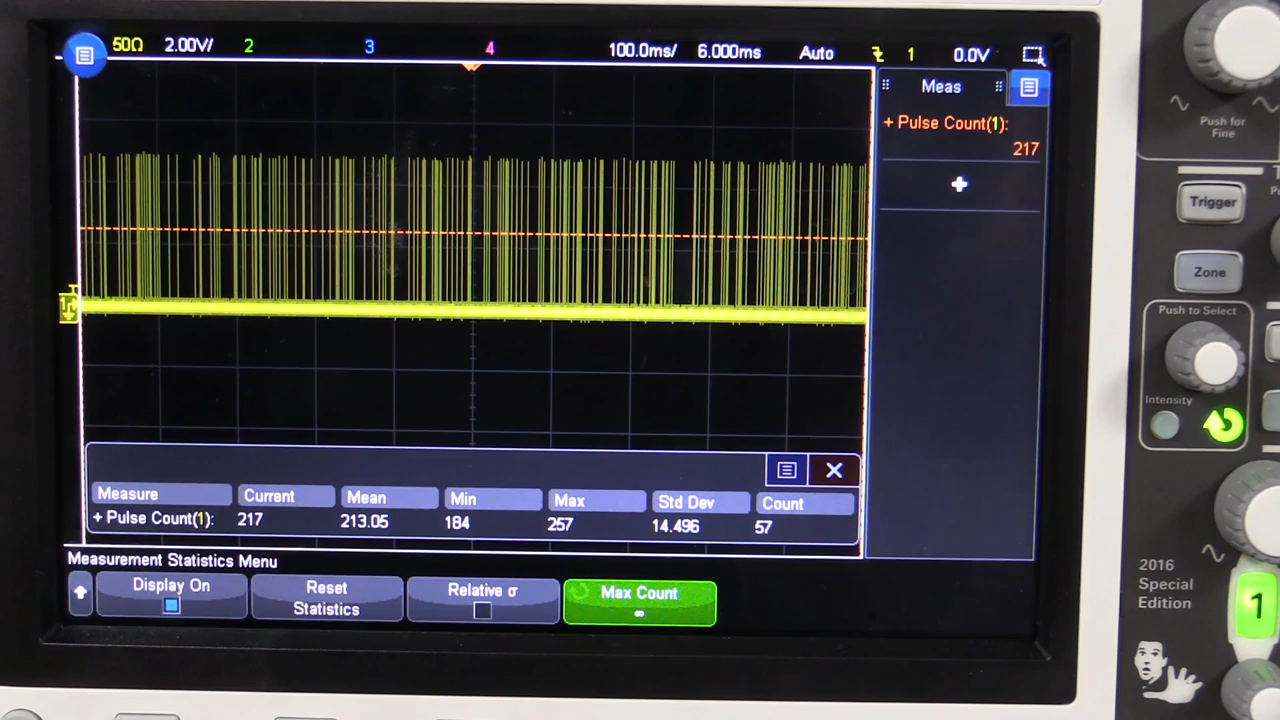 50Ω 2.00V/ 2 3 4 100.0ms/ 6.000ms Auto 1 0.0V
Meas
+ Pulse Count(1):
217
Measure Current Mean Min Max Std Dev Count
+ Pulse Count(1): 217 213.05 184 257 14.496 57
Measurement Statistics Menu
Display On
Reset
Statistics
Relative σ
Max Count
∞
Push for
Fine
Trigger
Zone
Push to Select
Intensity
2016
Special
Edition
1